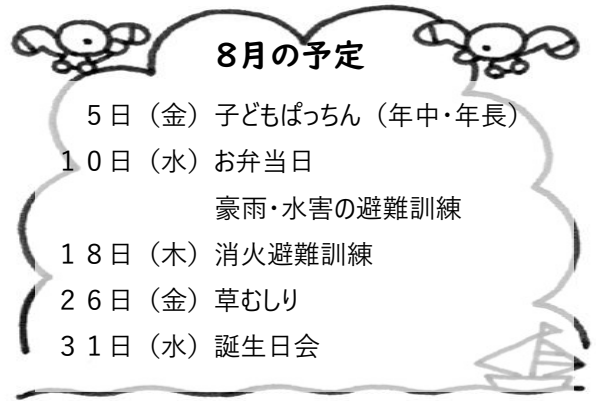 8月の予定
5日（金）子どもぱっちん（年中・年長）
10日（水）お弁当日
豪雨・水害の避難訓練
18日（木）消火避難訓練
26日（金）草むしり
31日（水）誕生日会